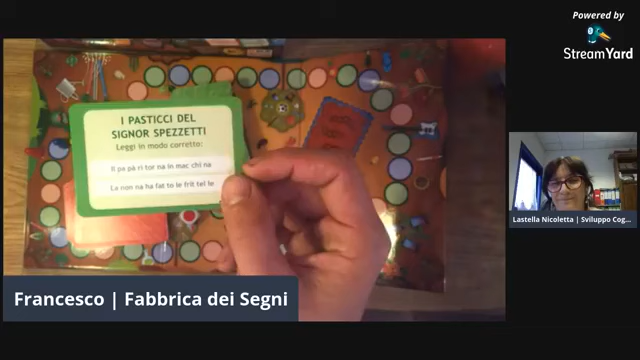 Powered by
StreamYard
I PASTICCI DEL
SIGNOR SPEZZETTI
Leggi in modo corretto:
Il pa pà ri tor na in mac chi na
La non na ha fat to le frit tel le
Lastella Nicoletta | Sviluppo Cog...
Francesco | Fabbrica dei Segni